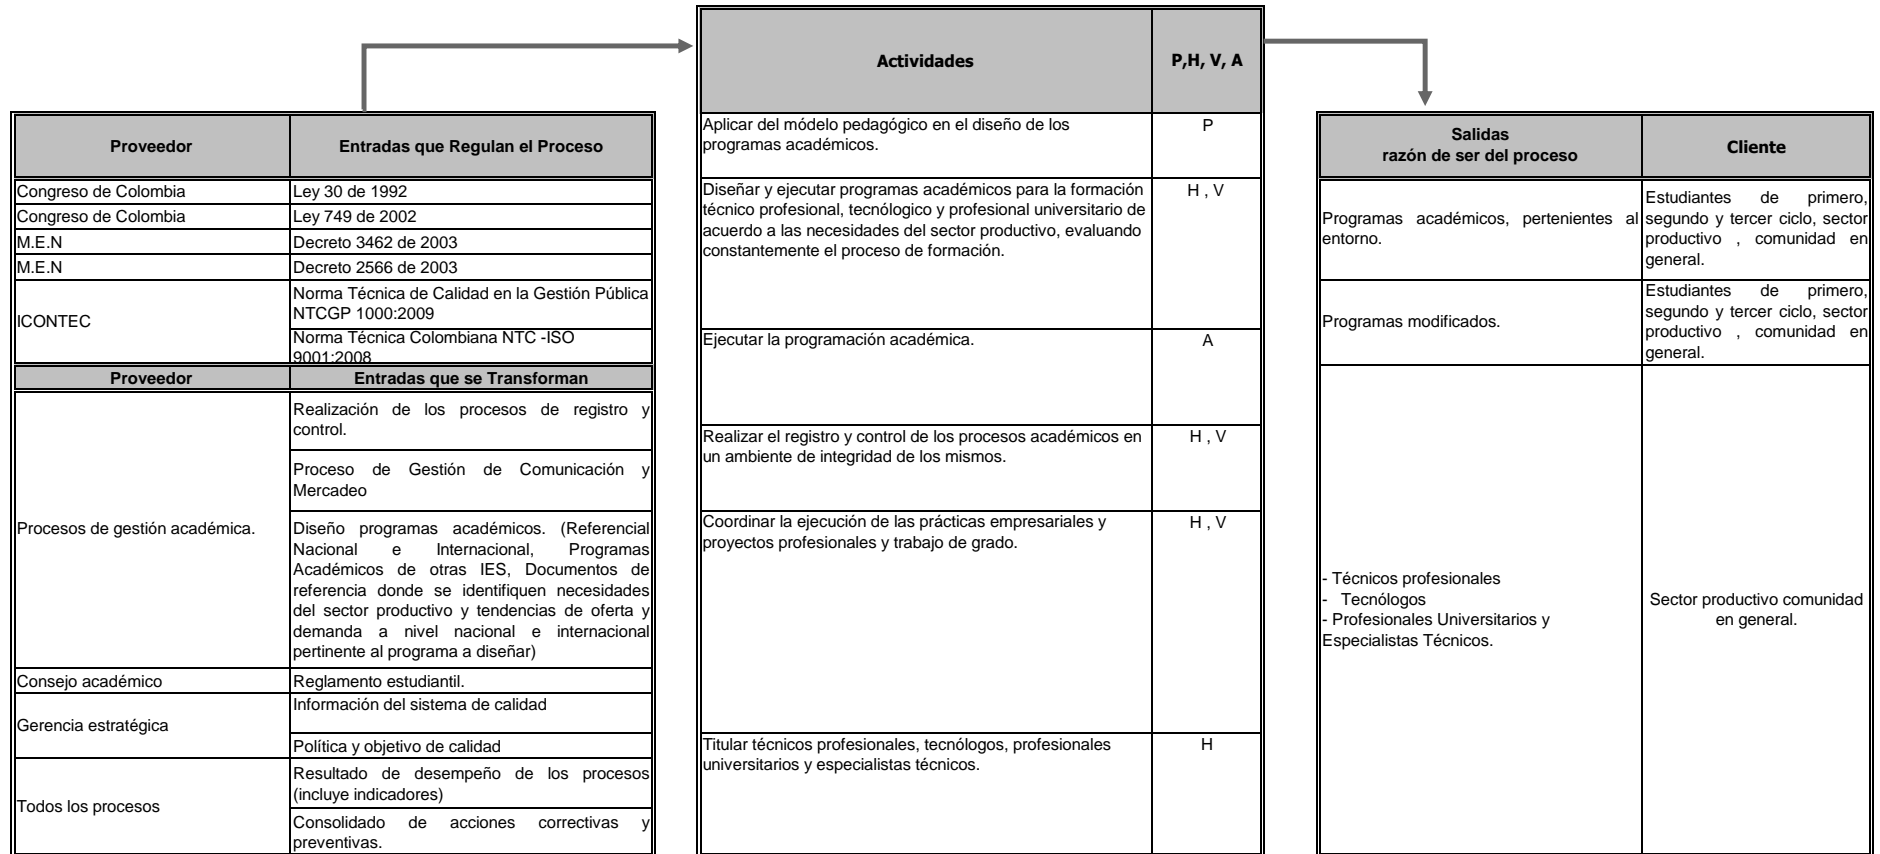 Proveedor
Entradas que Regulan el Proceso
Congreso de Colombia
Ley 30 de 1992
Congreso de Colombia
Ley 749 de 2002
M.E.N
Decreto 3462 de 2003
M.E.N
Decreto 2566 de 2003
ICONTEC
Norma Técnica de Calidad en la Gestión Pública
NTCGP 1000:2009
Norma Técnica Colombiana NTC -ISO
9001:2008
Proveedor
Entradas que se Transforman
Procesos de gestión académica.
Realización de los procesos de registro y
control.
Proceso de Gestión de Comunicación y
Mercadeo
Diseño programas académicos. (Referencial
Nacional e Internacional, Programas
Académicos de otras IES, Documentos de
referencia donde se identifiquen necesidades
del sector productivo y tendencias de oferta y
demanda a nivel nacional e internacional
pertinente al programa a diseñar)
Consejo académico
Reglamento estudiantil.
Gerencia estratégica
Información del sistema de calidad
Política y objetivo de calidad
Todos los procesos
Resultado de desempeño de los procesos
(incluye indicadores)
Consolidado de acciones correctivas y
preventivas.
Actividades
P,H, V, A
Aplicar del módelo pedagógico en el diseño de los
programas académicos.
P
Diseñar y ejecutar programas académicos para la formación
técnico profesional, tecnólogico y profesional universitario de
acuerdo a las necesidades del sector productivo, evaluando
constantemente el proceso de formación.
H , V
Ejecutar la programación académica.
A
Realizar el registro y control de los procesos académicos en
un ambiente de integridad de los mismos.
H , V
Coordinar la ejecución de las prácticas empresariales y
proyectos profesionales y trabajo de grado.
H , V
Titular técnicos profesionales, tecnólogos, profesionales
universitarios y especialistas técnicos.
H
Salidas
razón de ser del proceso
Cliente
Programas académicos, pertenientes al
entorno.
Estudiantes de primero,
segundo y tercer ciclo, sector
productivo , comunidad en
general.
Programas modificados.
Estudiantes de primero,
segundo y tercer ciclo, sector
productivo , comunidad en
general.
- Técnicos profesionales
- Tecnólogos
- Profesionales Universitarios y
Especialistas Técnicos.
Sector productivo comunidad
en general.